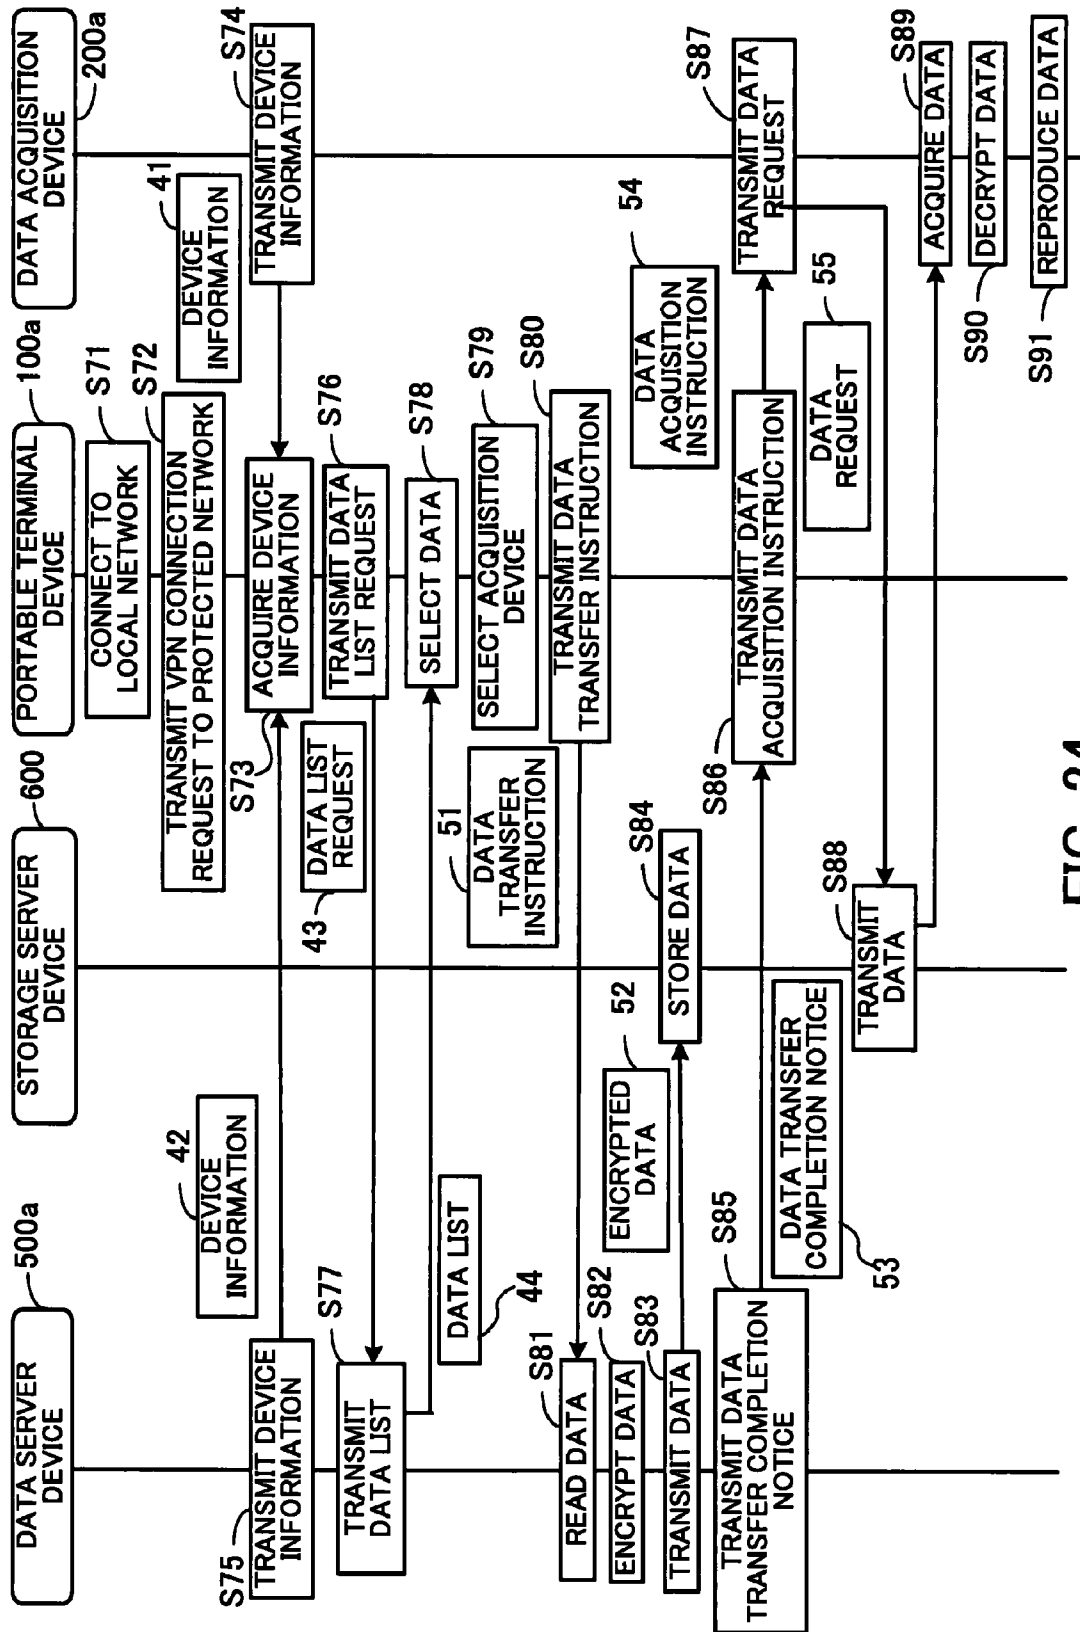 DATA SERVER
DEVICE
500a
STORAGE SERVER
DEVICE
600
PORTABLE TERMINAL
DEVICE
100a
DATA ACQUISITION
DEVICE
200a
CONNECT TO
LOCAL NETWORK
S71
TRANSMIT VPN CONNECTION
REQUEST TO PROTECTED NETWORK
S72
42
DEVICE
INFORMATION
41
DEVICE
INFORMATION
S75
TRANSMIT DEVICE
INFORMATION
S73
ACQUIRE DEVICE
INFORMATION
TRANSMIT DEVICE
INFORMATION
S74
TRANSMIT DATA
LIST REQUEST
S76
DATA LIST
REQUEST
43
S77
TRANSMIT
DATA LIST
SELECT DATA
S78
DATA LIST
44
SELECT ACQUISITION
DEVICE
S79
51
DATA
TRANSFER
INSTRUCTION
TRANSMIT DATA
TRANSFER INSTRUCTION
S80
READ DATA
S81
ENCRYPT DATA
S82
ENCRYPTED
DATA
52
TRANSMIT DATA
S83
STORE DATA
S84
TRANSMIT DATA
TRANSFER COMPLETION
NOTICE
S85
DATA
ACQUISITION
INSTRUCTION
54
S86
TRANSMIT DATA
ACQUISITION INSTRUCTION
TRANSMIT DATA
REQUEST
S87
DATA TRANSFER
COMPLETION NOTICE
53
DATA
REQUEST
55
TRANSMIT
DATA
S88
ACQUIRE DATA
S89
S90
DECRYPT DATA
S91
REPRODUCE DATA